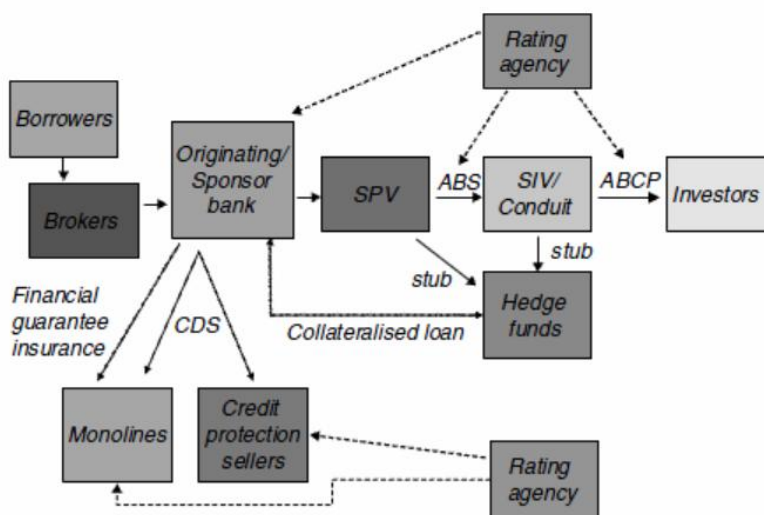 Rating
agency
Borrowers
Originating/
Sponsor
bank
SPV
ABS
SIV/
Conduit
ABCP
Investors
Brokers
stub
stub
Financial
guarantee
insurance
CDS
Collateralised loan
Hedge
funds
Monolines
Credit
protection
sellers
Rating
agency